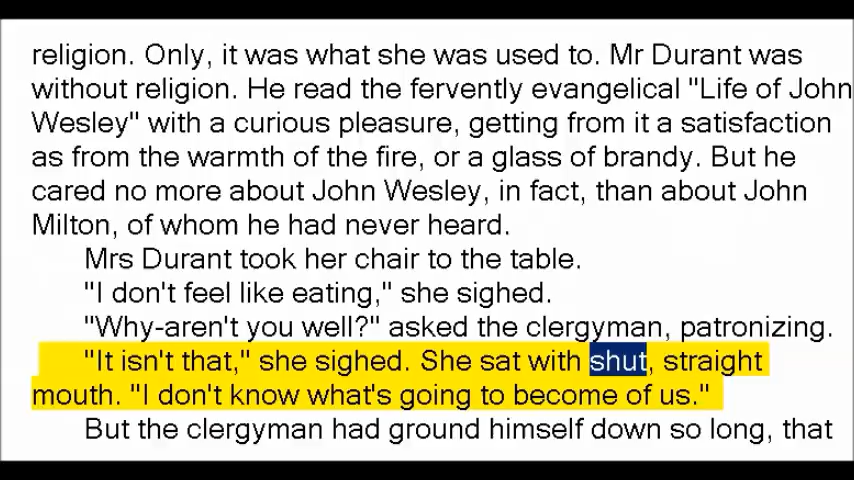 religion. Only, it was what she was used to. Mr Durant was
without religion. He read the fervently evangelical "Life of John
Wesley" with a curious pleasure, getting from it a satisfaction
as from the warmth of the fire, or a glass of brandy. But he
cared no more about John Wesley, in fact, than about John
Milton, of whom he had never heard.
Mrs Durant took her chair to the table.
"I don't feel like eating," she sighed.
"Why-aren't you well?" asked the clergyman, patronizing.
"It isn't that," she sighed. She sat with shut, straight
mouth. "I don't know what's going to become of us."
But the clergyman had ground himself down so long, that